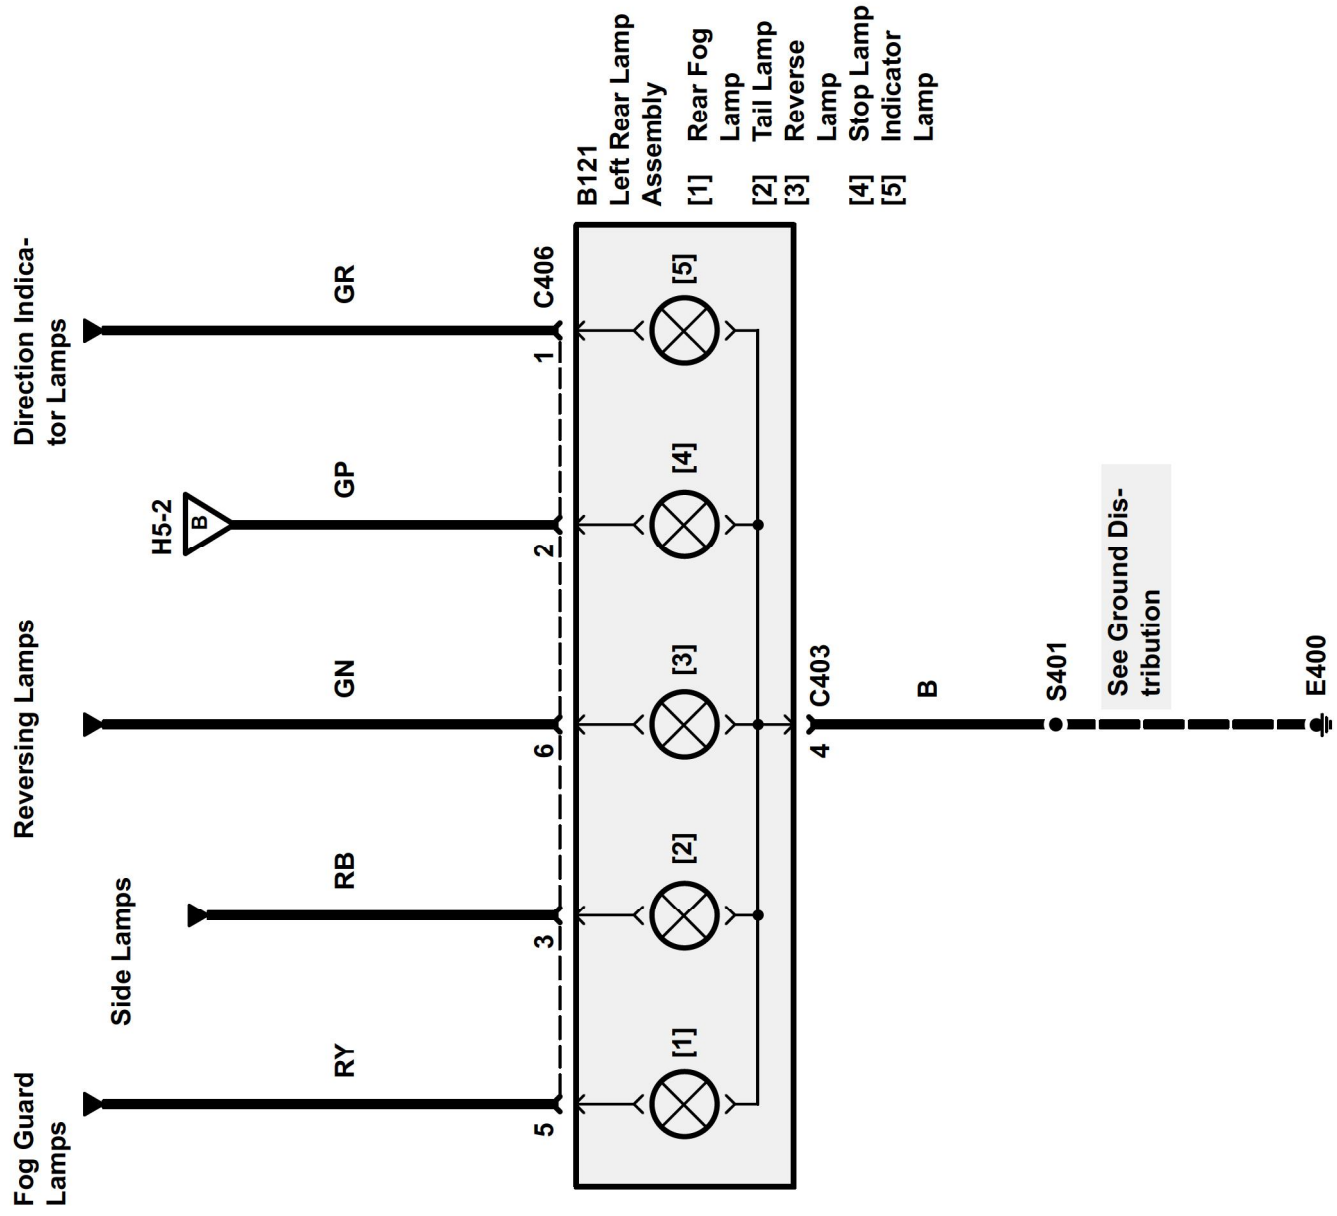 Fog Guard
Lamps
Side Lamps
Reversing Lamps
H5-2
B
Direction Indica-
tor Lamps
RY
RB
GN
GP
GR
5
3
6
2
1
C406
[1]
[2]
[3]
[4]
[5]
B121
Left Rear Lamp
Assembly
[1] Rear Fog
Lamp
[2] Tail Lamp
[3] Reverse
Lamp
[4] Stop Lamp
[5] Indicator
Lamp
4
C403
B
S401
See Ground Dis-
tribution
E400